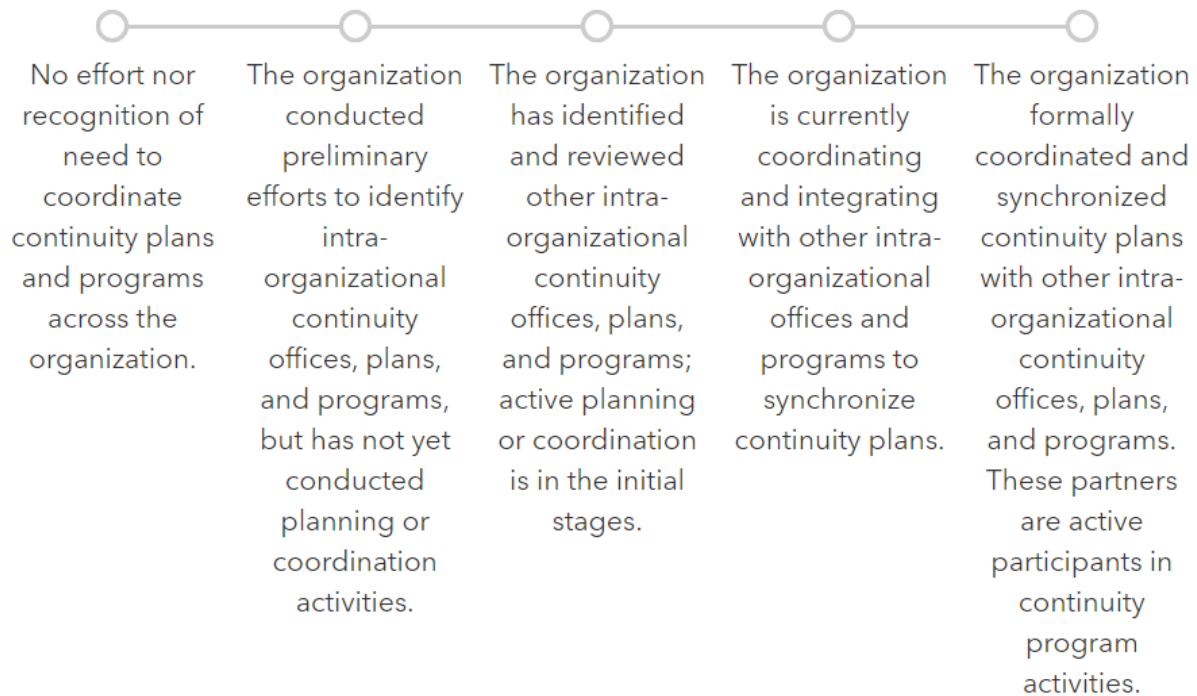 No effort nor
recognition of
need to
coordinate
continuity plans
and programs
across the
organization.
The organization
conducted
preliminary
efforts to identify
intra-
organizational
continuity
offices, plans,
and programs,
but has not yet
conducted
planning or
coordination
activities.
The organization
has identified
and reviewed
other intra-
organizational
continuity
offices, plans,
and programs;
active planning
or coordination
is in the initial
stages.
The organization
is currently
coordinating
and integrating
with other intra-
organizational
offices and
programs to
synchronize
continuity plans.
The organization
formally
coordinated and
synchronized
continuity plans
with other intra-
organizational
continuity
offices, plans,
and programs.
These partners
are active
participants in
continuity
program
activities.